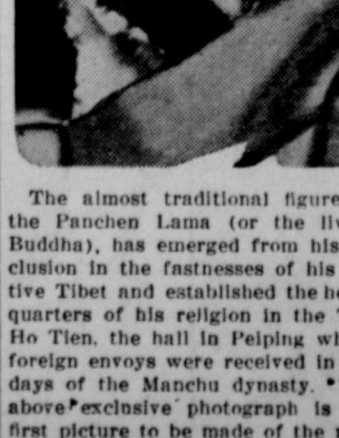 The almost traditional figure
the Panchen Lama (or the liv
Buddha), has emerged from his
clusion in the fastnesses of his
tive Tibet and established the he
quarters of his religion in the
Ho Tien, the hall in Peiping wh
foreign envoys were received in
days of the Manchu dynasty.
above exclusive photograph is
first picture to be made of the